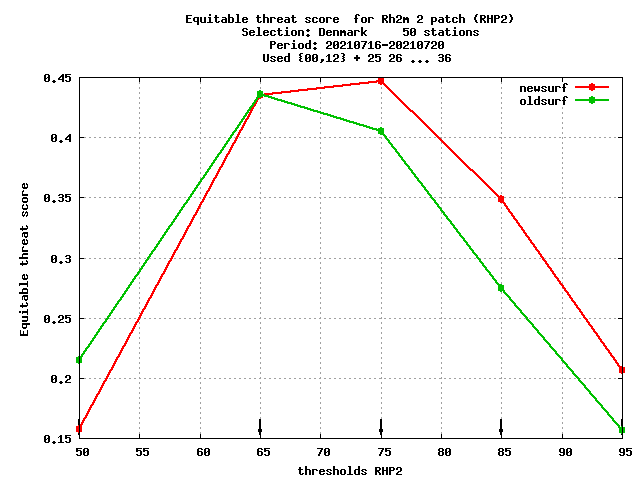 Equitable threat score  for Rh2m 2 patch (RHP2)
Selection: Denmark     50 stations
Period: 20210716-20210720
Used {00,12} + 25 26 ... 36
newsurf
oldsurf
Equitable threat score
0.45
0.4
0.35
0.3
0.25
0.2
0.15
50 55 60 65 70 75 80 85 90 95
thresholds RHP2